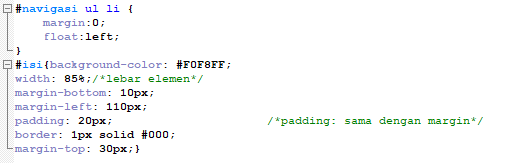 #navigasi ul li {
margin:0;
float:left;
}
#isi{background-color: #F0F8FF;
width: 85%;/*lebar elemen*/
margin-bottom: 10px;
margin-left: 110px;
padding: 20px; /*padding: sama dengan margin*/
border: 1px solid #000;
margin-top: 30px;}